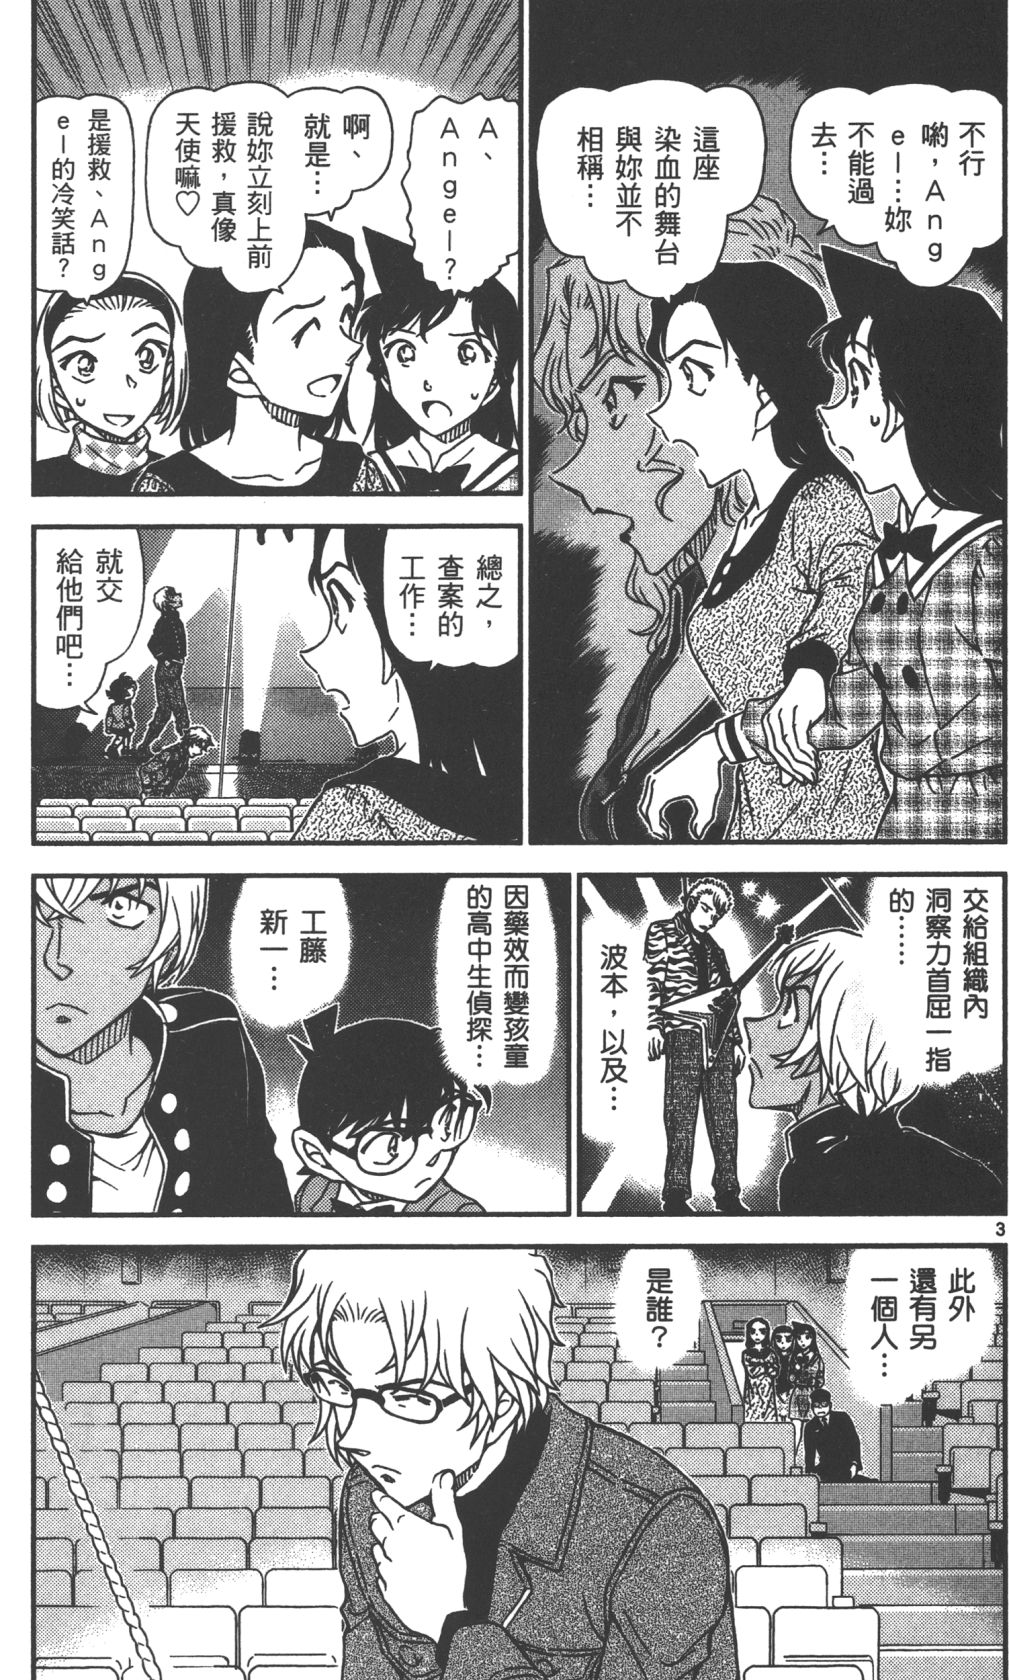 不行
喲，Ang
el…妳
不能過
去…
這座
染血的舞台
與妳並不
相稱…
A、
Angel？
啊、
就是…
說妳立刻上前
援救，真像
天使嘛♡
是援救、Ang
el的冷笑話？
總之，
查案的
工作…
就交
給他們吧…
交給組織內
洞察力首屈一指
的……
波本，以及…
因藥效而變孩童
的高中生偵探…
工藤
新一…
3
此外
還有另
一個人…
是誰？